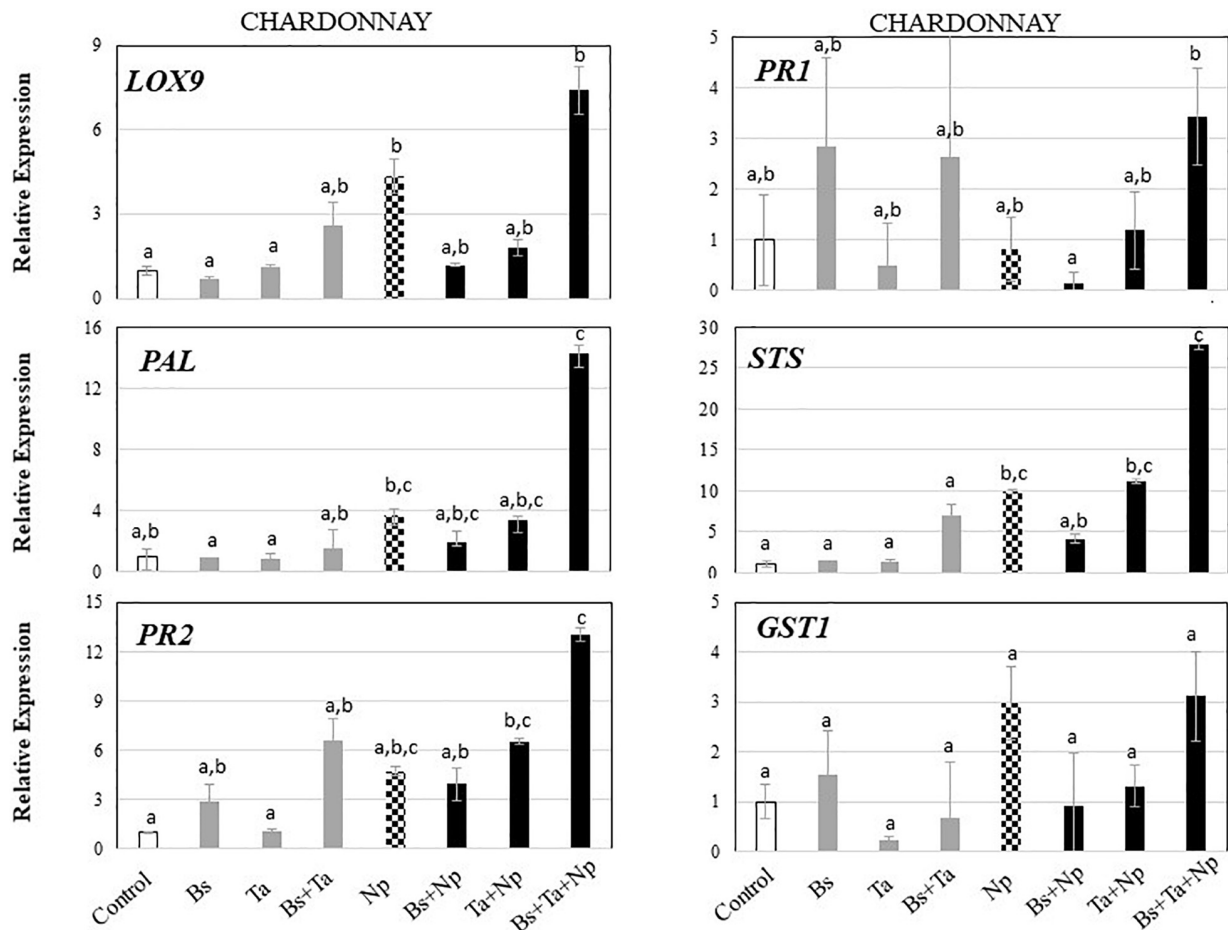 CHARDONNAY
Relative Expression
9
6
3
0
LOX9
a
a
a
a,b
b
a,b
a,b
b
CHARDONNAY
5
4
3
2
1
0
PR1
a,b
a,b
a,b
a,b
a,b
a
a,b
b
Relative Expression
16
12
8
4
0
PAL
a,b
a
a
a,b
b,c
a,b,c
a,b,c
c
30
25
20
15
10
5
0
STS
a
a
a
a
b,c
a,b
b,c
c
Relative Expression
15
12
9
6
3
0
PR2
a
a,b
a
a,b
a,b,c
a,b
b,c
c
Control
Bs
Ta
Bs+Ta
Np
Bs+Np
Ta+Np
Bs+Ta+Np
5
4
3
2
1
0
GST1
a
a
a
a
a
a
a
a
Control
Bs
Ta
Bs+Ta
Np
Bs+Np
Ta+Np
Bs+Ta+Np